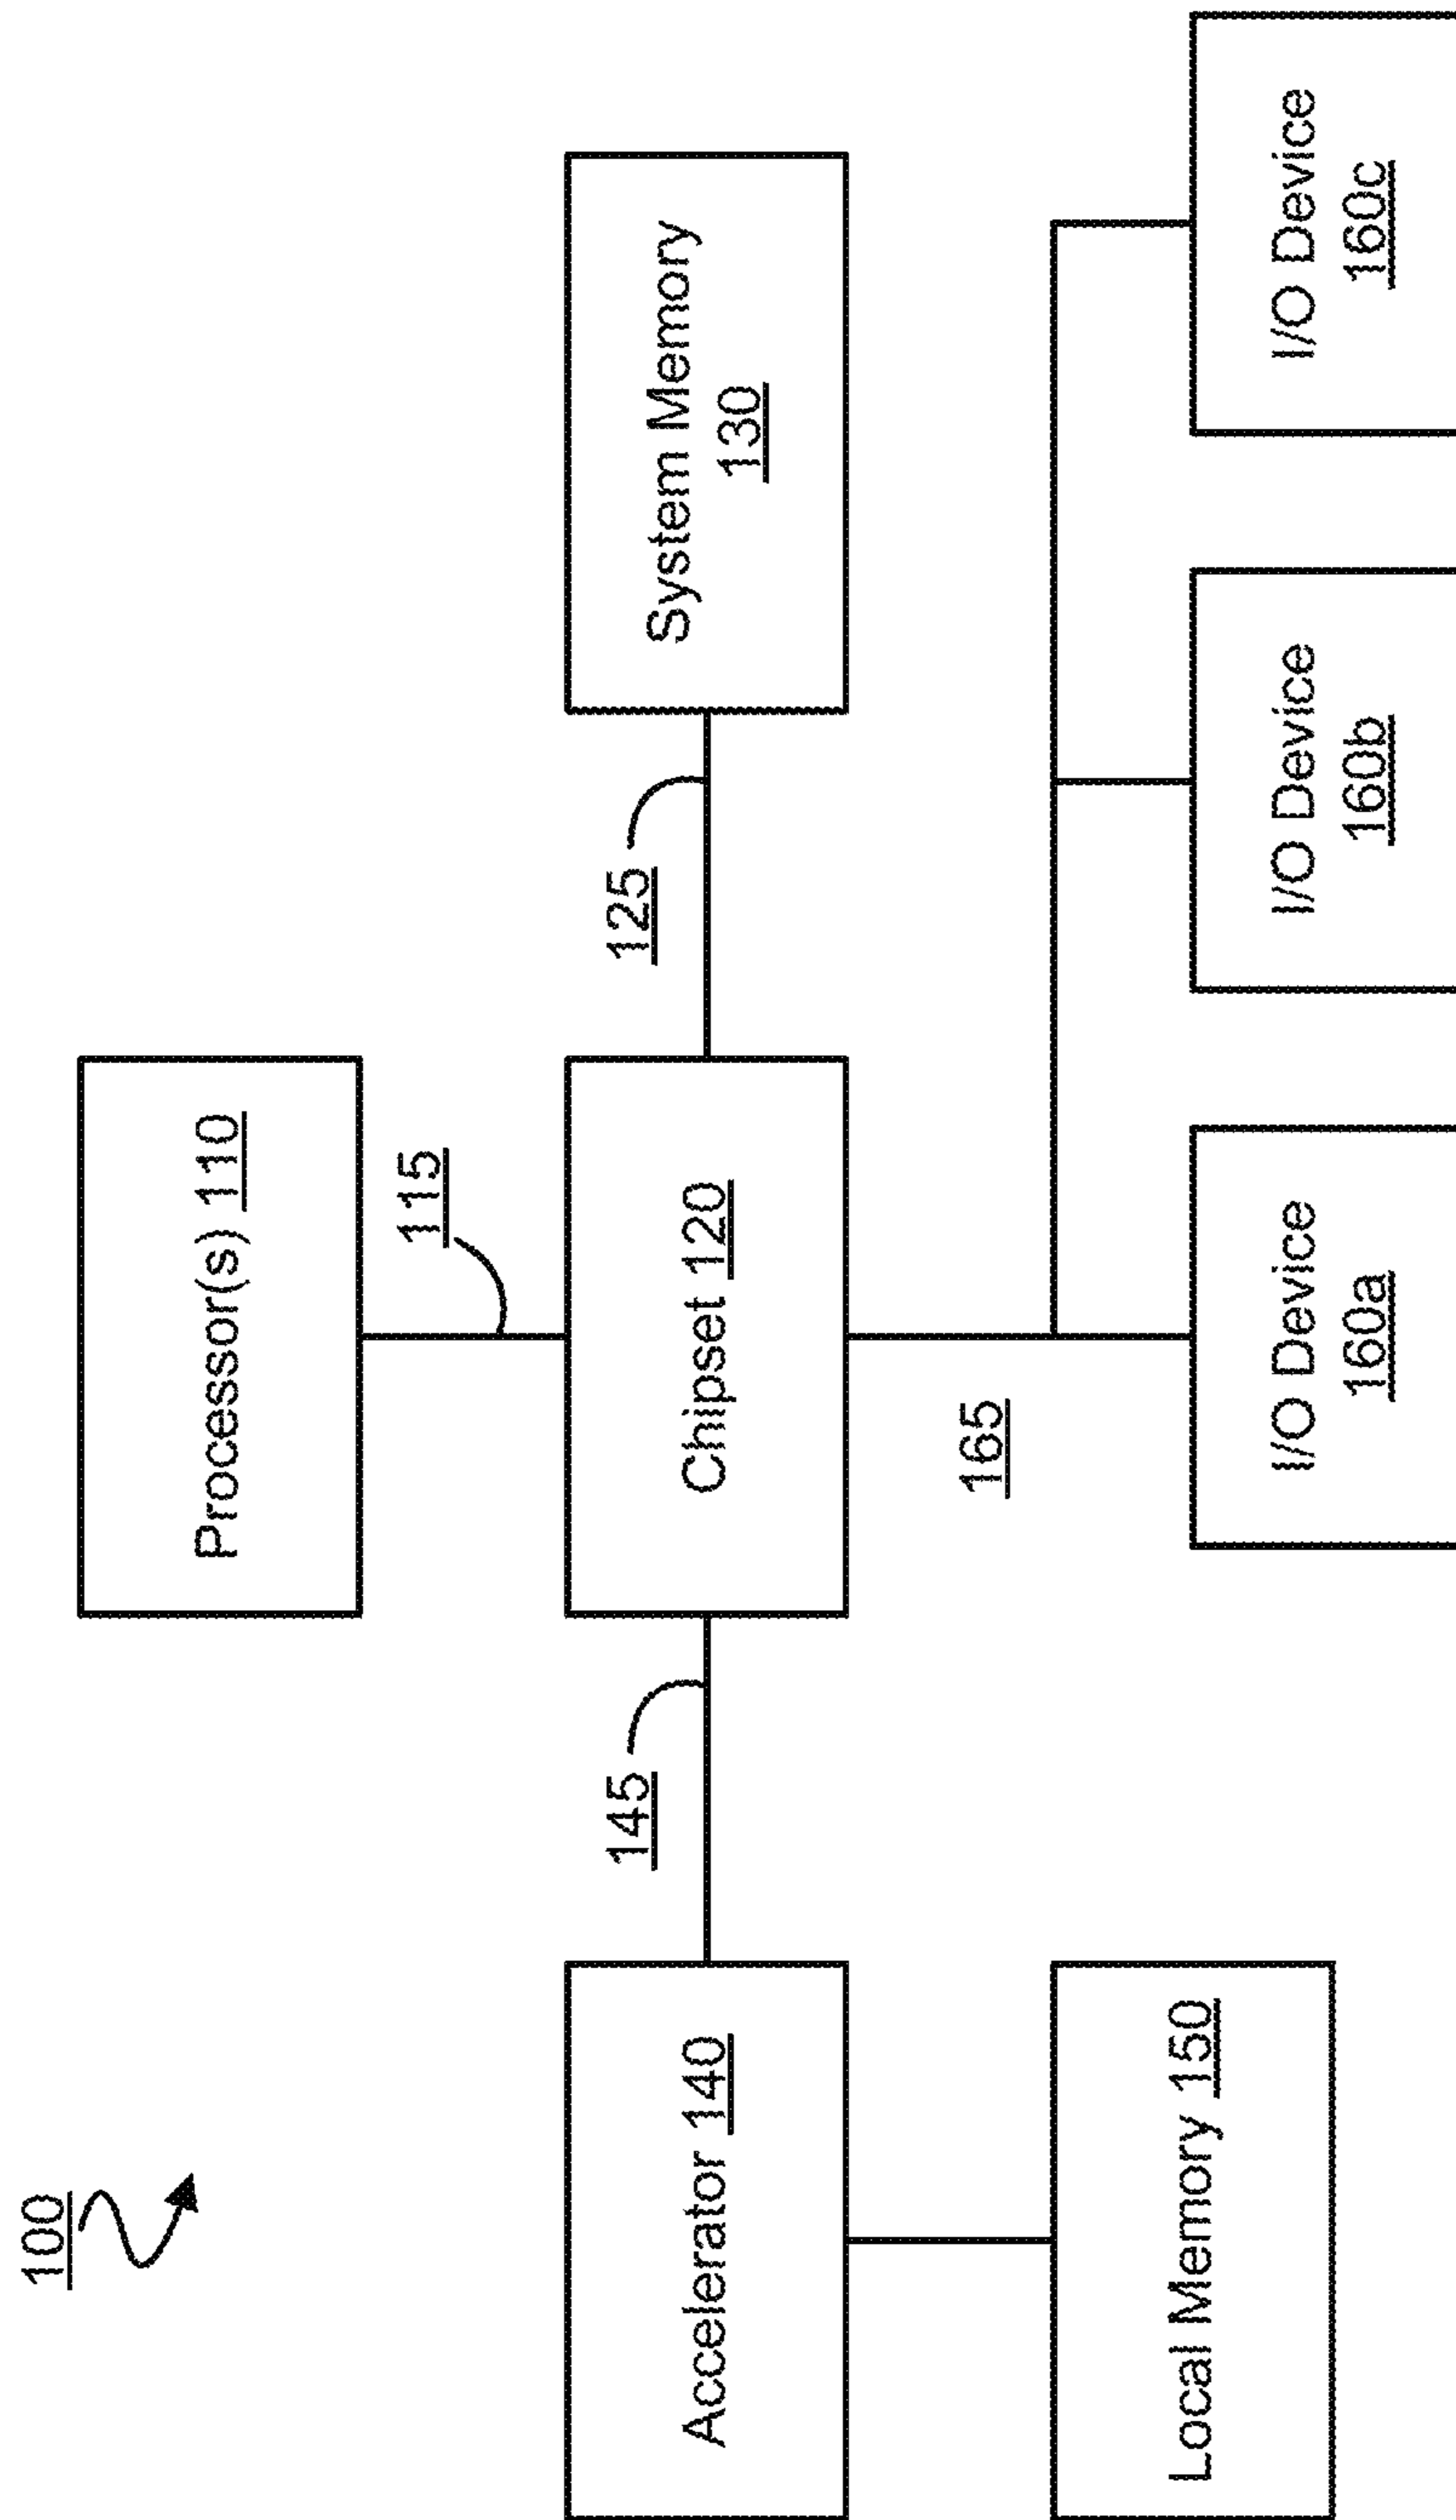 100
Processor(s) 110
115
145
125
Accelerator 140
Chipset 120
System Memory
130
165
Local Memory 150
I/O Device
160a
I/O Device
160b
I/O Device
160c